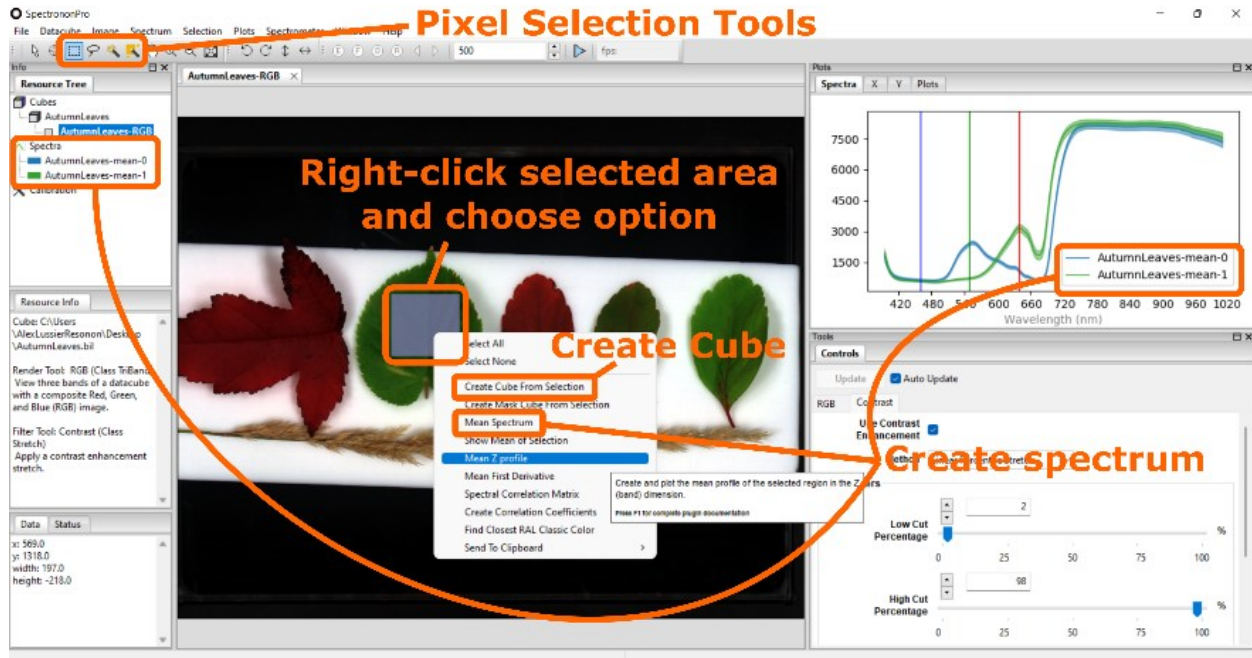 SpectrononPro
Pixel Selection Tools
File Datacube Image Spectrum Selection Plots Spectrometer Window Help
500
fps:
Info
Resource Tree
Cubes
AutumnLeaves
AutumnLeaves-RGB
Spectra
AutumnLeaves-mean-0
AutumnLeaves-mean-1
Calibration
Resource Info
Cube: C:\Users
\AlexLussierResonon\Desktop
\AutumnLeaves.bil
Render Tool: RGB (Class TriBand)
View three bands of a datacube
with a composite Red, Green,
and Blue (RGB) image.
Filter Tool: Contrast (Class
Stretch)
Apply a contrast enhancement
stretch.
Data Status
x: 569.0
y: 1318.0
width: 197.0
height: -218.0
AutumnLeaves-RGB
Right-click selected area
and choose option
Select All
Select None
Create Cube
Create Cube From Selection
Create Mask Cube From Selection
Mean Spectrum
Show Mean of Selection
Mean Z profile
Mean First Derivative
Spectral Correlation Matrix
Create Correlation Coefficients
Find Closest RAL Classic Color
Send To Clipboard
Create and plot the mean profile of the selected region in the Z
(band) dimension.
Press F1 for complete plugin documentation
Plots
Spectra X Y Plots
7500
6000
4500
3000
1500
AutumnLeaves-mean-0
AutumnLeaves-mean-1
420 480 540 600 660 720 780 840 900 960 1020
Wavelength (nm)
Tools
Controls
Update Auto Update
RGB Contrast
Use Contrast
Enhancement
Create spectrum
Low Cut
Percentage
2
%
0 25 50 75 100
High Cut
Percentage
98
%
0 25 50 75 100